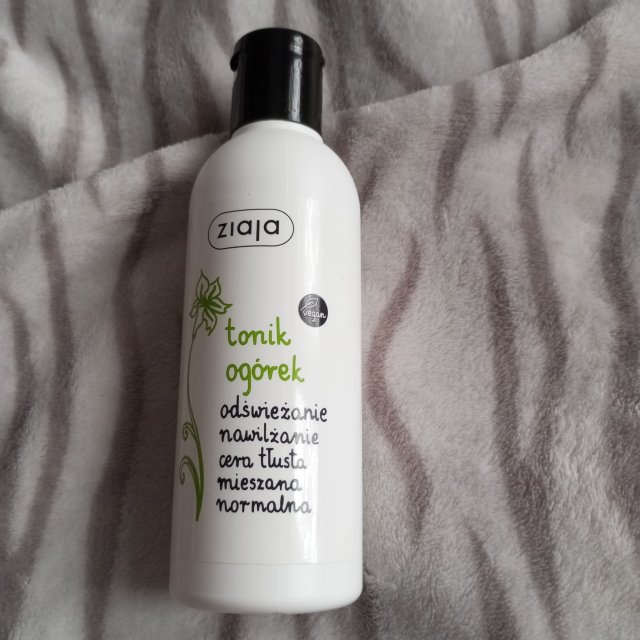 ziaja
vegan
tonik
ogórek
odświeżanie
nawilżanie
cera tłusta
mieszana
normalna